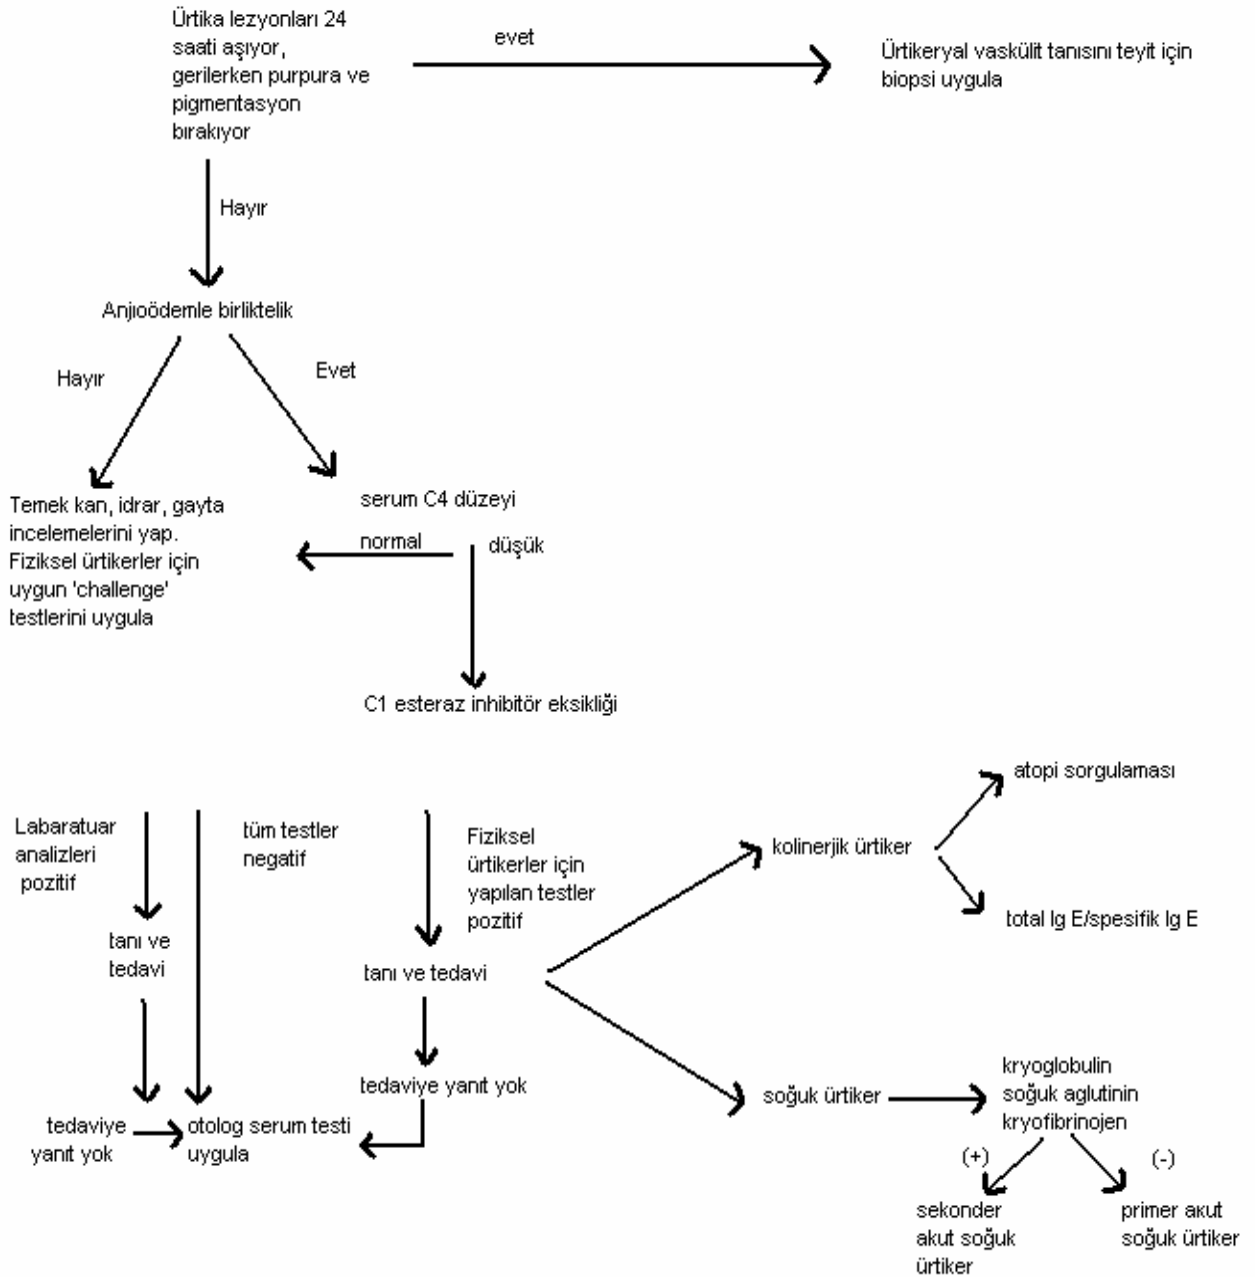 Ürtika lezyonları 24
saati aşıyor,
gerilerken purpura ve
pigmentasyon
bırakıyor
evet
Ürtikeryal vaskülit tanısını teyit için
biopsi uygula
Hayır
Anjıoödemle birliktelik
Hayır
Evet
Temek kan, idrar, gayta
incelemelerini yap.
Fiziksel ürtikerler için
uygun 'challenge'
testlerini uygula
serum C4 düzeyi
normal
düşük
C1 esteraz inhibitör eksikliği
Labaratuar
analizleri
pozitif
tüm testler
negatif
Fiziksel
ürtikerler için
yapılan testler
pozitif
tanı ve
tedavi
tanı ve tedavi
kolinerjik ürtiker
atopi sorgulaması
total Ig E/spesifik Ig E
tedaviye yanıt yok
tedaviye
yanıt yok
otolog serum testi
uygula
soğuk ürtiker
kryoglobulin
soğuk aglutinin
kryofibrinojen
(+)
(-)
sekonder
akut soğuk
ürtiker
primer akut
soğuk ürtiker